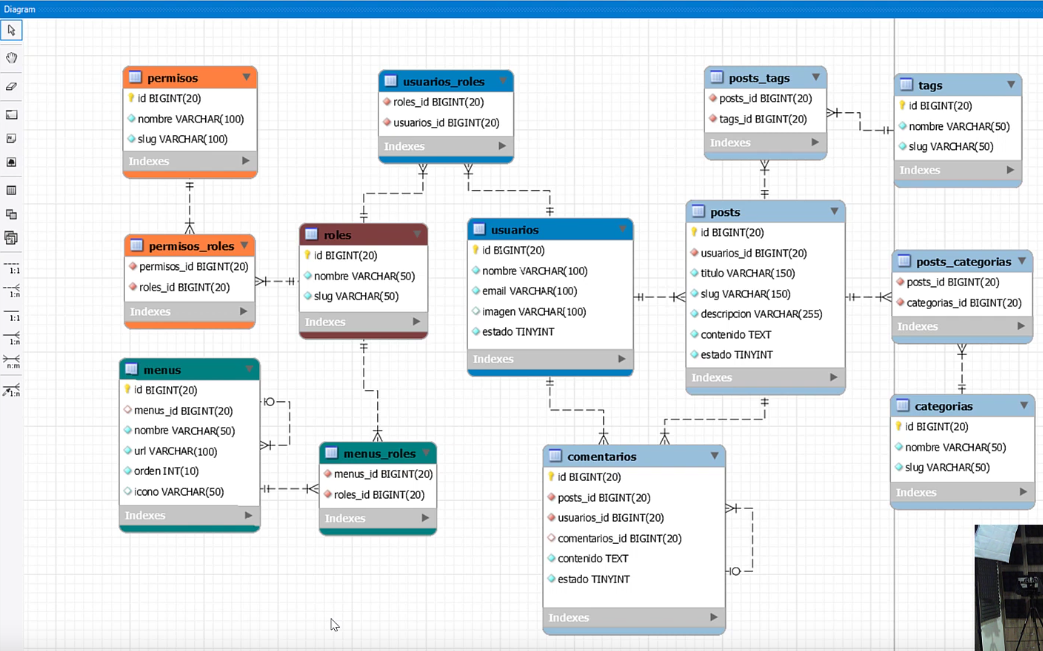 Diagram
1:1
1:n
1:1
1:n
n:m
1:n
permisos
id BIGINT(20)
nombre VARCHAR(100)
slug VARCHAR(100)
Indexes
usuarios_roles
roles_id BIGINT(20)
usuarios_id BIGINT(20)
Indexes
posts_tags
posts_id BIGINT(20)
tags_id BIGINT(20)
Indexes
tags
id BIGINT(20)
nombre VARCHAR(50)
slug VARCHAR(50)
Indexes
permisos_roles
permisos_id BIGINT(20)
roles_id BIGINT(20)
Indexes
roles
id BIGINT(20)
nombre VARCHAR(50)
slug VARCHAR(50)
Indexes
usuarios
id BIGINT(20)
nombre VARCHAR(100)
email VARCHAR(100)
imagen VARCHAR(100)
estado TINYINT
Indexes
posts
id BIGINT(20)
usuarios_id BIGINT(20)
titulo VARCHAR(150)
slug VARCHAR(150)
descripcion VARCHAR(255)
contenido TEXT
estado TINYINT
Indexes
posts_categorias
posts_id BIGINT(20)
categorias_id BIGINT(20)
Indexes
menus
id BIGINT(20)
menus_id BIGINT(20)
nombre VARCHAR(50)
url VARCHAR(100)
orden INT(10)
icono VARCHAR(50)
Indexes
menus_roles
menus_id BIGINT(20)
roles_id BIGINT(20)
Indexes
comentarios
id BIGINT(20)
posts_id BIGINT(20)
usuarios_id BIGINT(20)
comentarios_id BIGINT(20)
contenido TEXT
estado TINYINT
Indexes
categorias
id BIGINT(20)
nombre VARCHAR(50)
slug VARCHAR(50)
Indexes